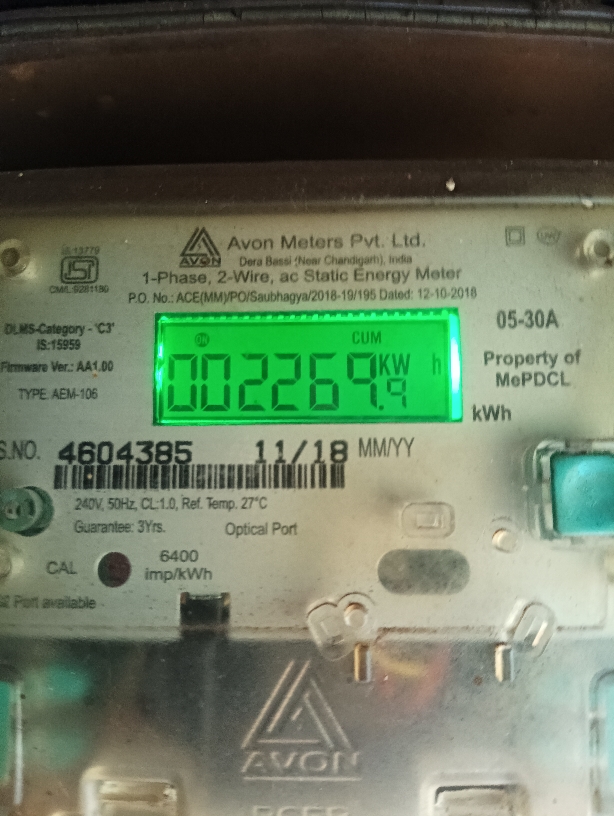 IS:13779
ISI
CM/L 9281180
AVON
Avon Meters Pvt. Ltd.
Dera Bassi (Near Chandigarh), India
1-Phase, 2-Wire, ac Static Energy Meter
P.O. No.: ACE(MM)/PO/Saubhagya/2018-19/195 Dated: 12-10-2018
DLMS-Category - 'C3'
IS:15959
Firmware Ver.: AA1.00
TYPE: AEM-106
CUM
002269.9 KW h
kWh
05-30A
Property of
MePDCL
S.NO. 4604385 11/18 MM/YY
240V, 50Hz, CL:1.0, Ref. Temp. 27°C
Guarantee: 3Yrs. Optical Port
CAL 6400
imp/kWh
Port available
AVON